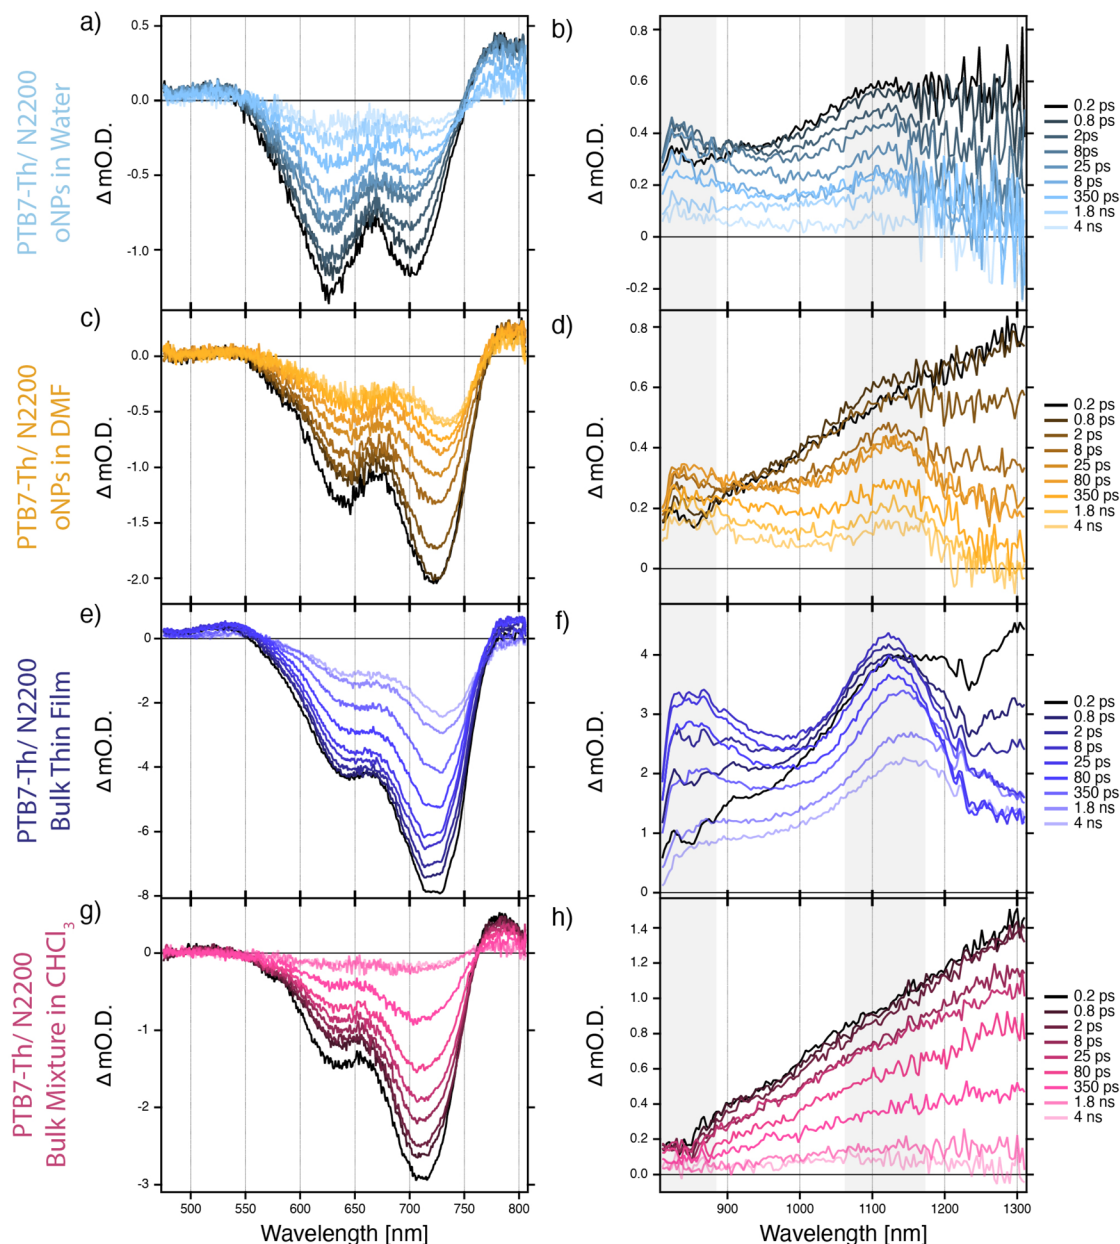 a)
b)
PTB7-Th/ N2200
oNPs in Water
Δ mO.D.
0.5
0.0
-0.5
-1.0
Δ mO.D.
0.8
0.6
0.4
0.2
0
-0.2
0.2 ps
0.8 ps
2ps
8ps
25 ps
8 ps
350 ps
1.8 ns
4 ns
c)
d)
PTB7-Th/ N2200
oNPs in DMF
Δ mO.D.
0.0
-0.5
-1.0
-1.5
-2.0
Δ mO.D.
0.8
0.6
0.4
0.2
0
0.2 ps
0.8 ps
2 ps
8 ps
25 ps
80 ps
350 ps
1.8 ns
4 ns
e)
f)
PTB7-Th/ N2200
Bulk Thin Film
Δ mO.D.
0
-2
-4
-6
-8
Δ mO.D.
4
3
2
1
0
0.2 ps
0.8 ps
2 ps
8 ps
25 ps
80 ps
350 ps
1.8 ns
4 ns
g)
h)
PTB7-Th/ N2200
Bulk Mixture in CHCl₃
Δ mO.D.
0
-1
-2
-3
Δ mO.D.
1.4
1.2
1.0
0.8
0.6
0.4
0.2
0.0
0.2 ps
0.8 ps
2 ps
8 ps
25 ps
80 ps
350 ps
1.8 ns
4 ns
500 550 600 650 700 750 800
900 1000 1100 1200 1300
Wavelength [nm]
Wavelength [nm]